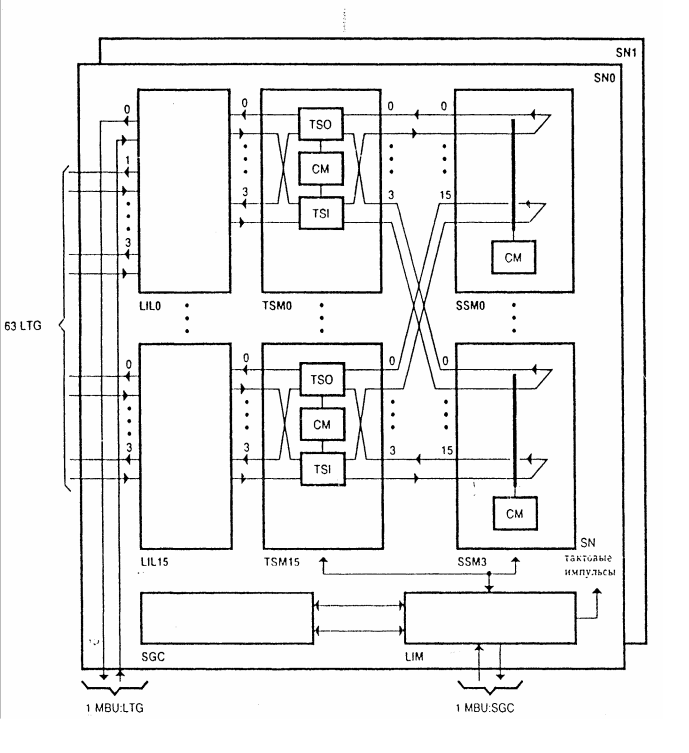 SN1
SN0
0 0 0 0
TSO
1
CM
3 3 15
TSI
3
CM
LIL0 TSM0 SSM0
63 LTG
0 0 0 0
TSO
CM
3 3 3 15
TSI
CM
LIL15 TSM15 SSM3
SN
тактовые
импульсы
SGC LIM
1 MBU:LTG 1 MBU:SGC